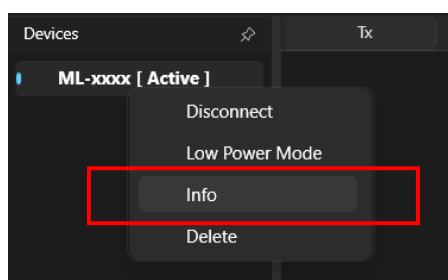 Devices
Tx
ML-xxxx [ Active ]
Disconnect
Low Power Mode
Info
Delete